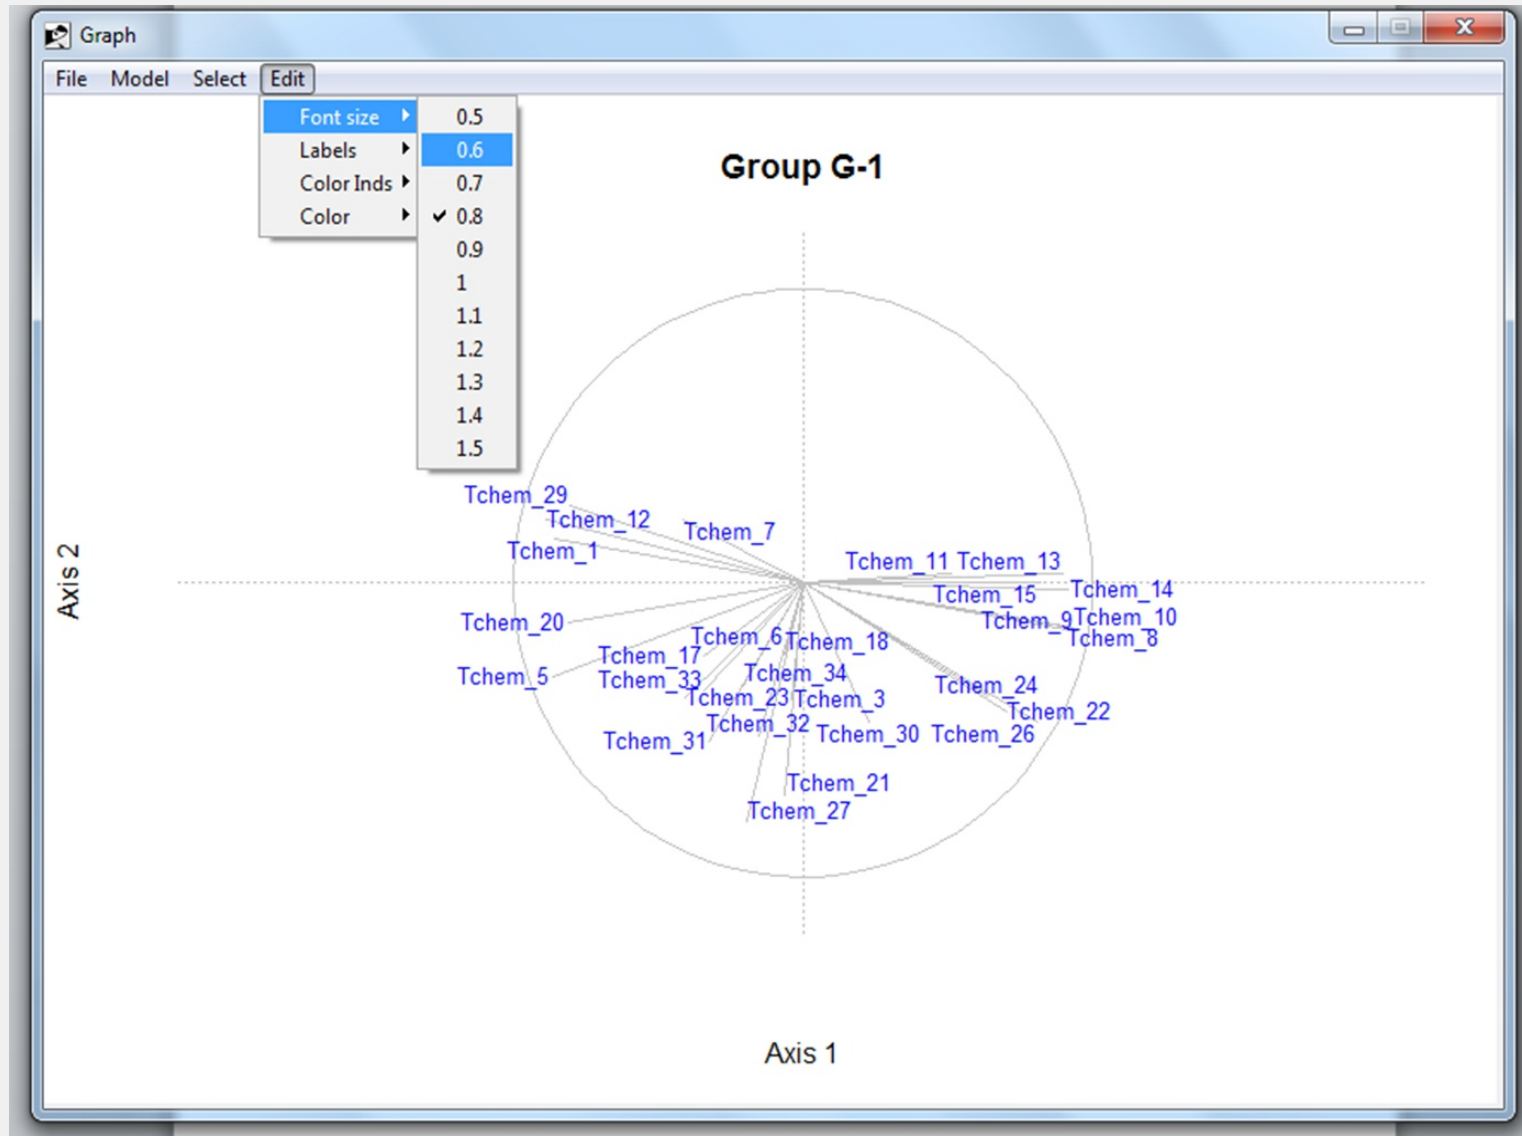 Graph
File Model Select Edit
Font size
Labels
Color Inds
Color
0.5
0.6
0.7
0.8
0.9
1
1.1
1.2
1.3
1.4
1.5
Group G-1
Tchem_29
Tchem_12
Tchem_7
Tchem_1
Tchem_11 Tchem_13
Tchem_14
Tchem_15
Tchem_10
Tchem_9
Tchem_20
Tchem_8
Tchem_6
Tchem_18
Tchem_17
Tchem_34
Tchem_5
Tchem_33
Tchem_24
Tchem_23
Tchem_3
Tchem_22
Tchem_32
Tchem_30
Tchem_26
Tchem_31
Tchem_21
Tchem_27
Axis 2
Axis 1